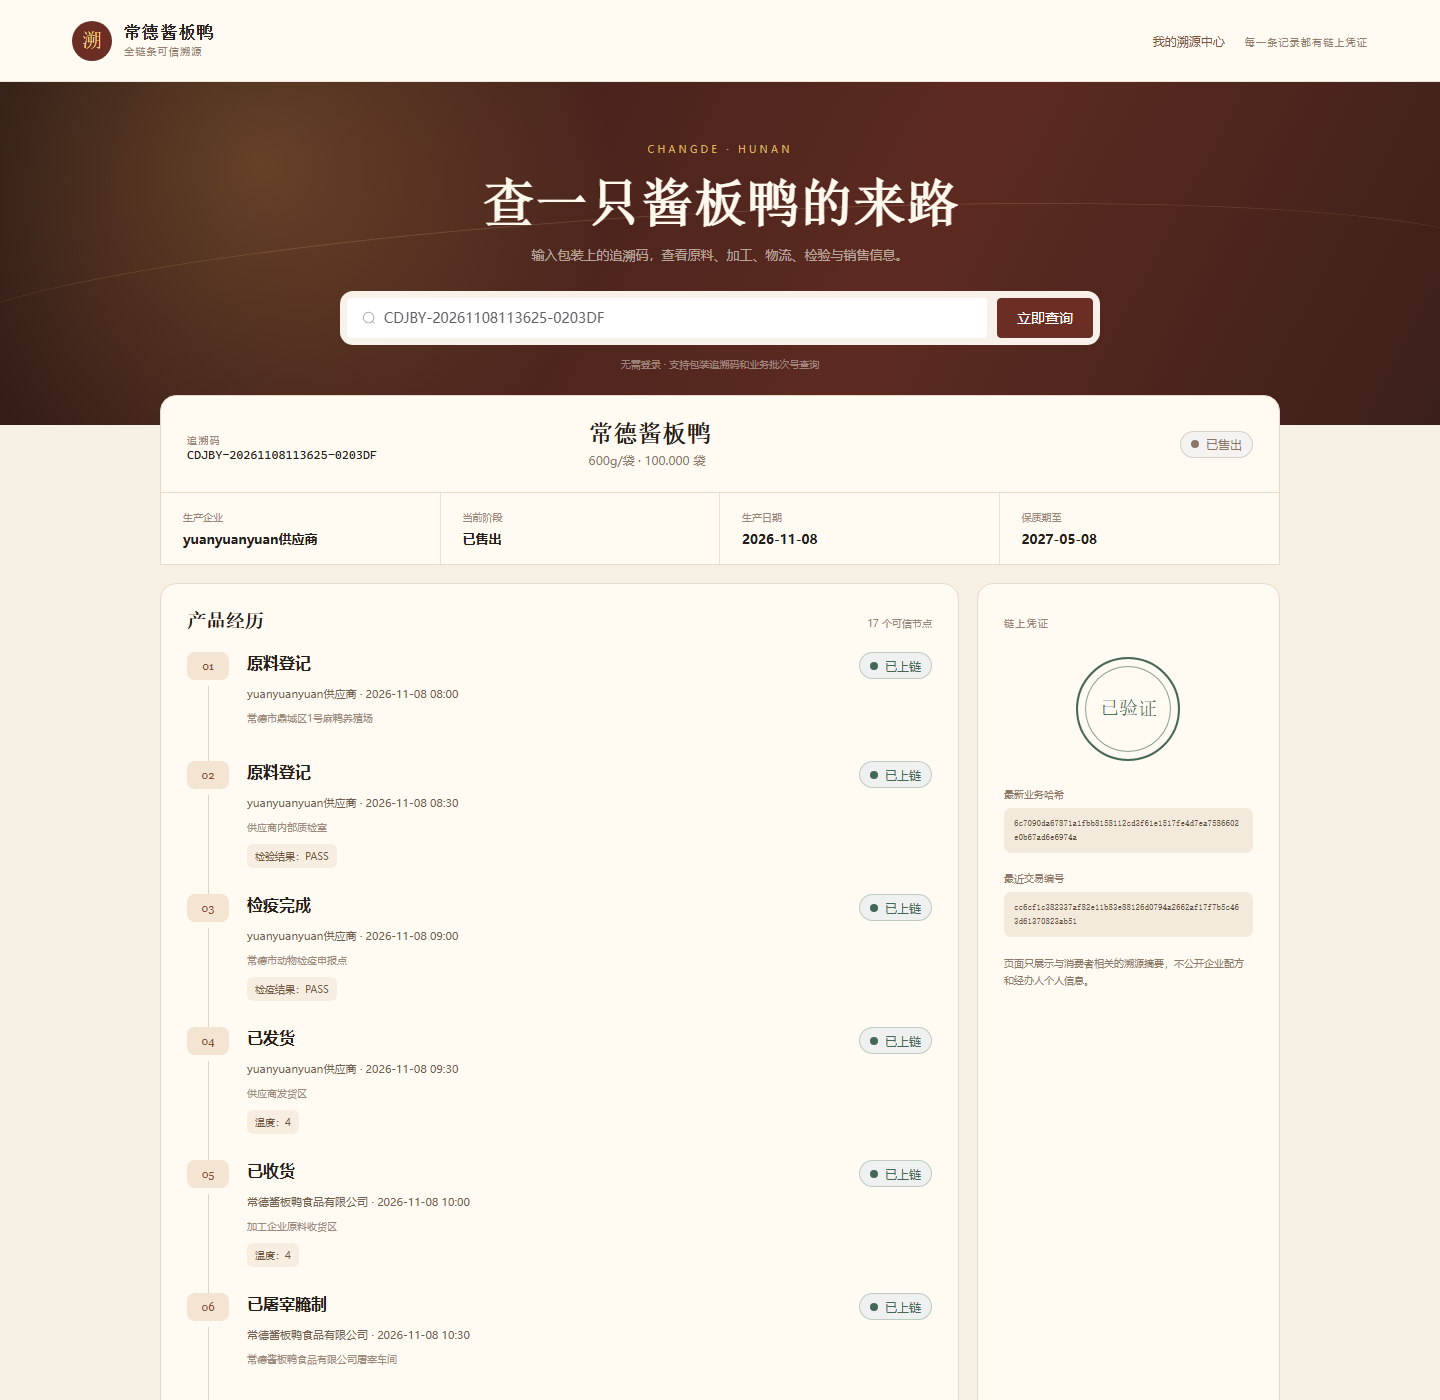 溯
常德酱板鸭
全链条可信溯源
我的溯源中心
每一条记录都有链上凭证
CHANGDE · HUNAN
查一只酱板鸭的来路
输入包装上的追溯码，查看原料、加工、物流、检验与销售信息。
CDJBY-20261108113625-0203DF
立即查询
无需登录 · 支持包装追溯码和业务批次号查询
追溯码
CDJBY-20261108113625-0203DF
常德酱板鸭
600g/袋 · 100.000 袋
已售出
生产企业
yuanyuanyuan供应商
当前阶段
已售出
生产日期
2026-11-08
保质期至
2027-05-08
产品经历
17 个可信节点
01
原料登记
已上链
yuanyuanyuan供应商 · 2026-11-08 08:00
常德市鼎城区1号麻鸭养殖场
02
原料登记
已上链
yuanyuanyuan供应商 · 2026-11-08 08:30
供应商内部质检室
检验结果：PASS
03
检疫完成
已上链
yuanyuanyuan供应商 · 2026-11-08 09:00
常德市动物检疫申报点
检疫结果：PASS
04
已发货
已上链
yuanyuanyuan供应商 · 2026-11-08 09:30
供应商发货区
温度：4
05
已收货
已上链
常德酱板鸭食品有限公司 · 2026-11-08 10:00
加工企业原料收货区
温度：4
06
已屠宰腌制
已上链
常德酱板鸭食品有限公司 · 2026-11-08 10:30
常德酱板鸭食品有限公司屠宰车间
链上凭证
已验证
最新业务哈希
6c7090da67871a1fbb8158112cd3f61e1517fe4d7ea7586602
e0b67ad6e6974a
最近交易编号
cc6cf1c382337af82e11b83e88126d0794a2662af17f7b5c46
3d61370823ab51
页面只展示与消费者相关的溯源摘要，不公开企业配方
和经办人个人信息。